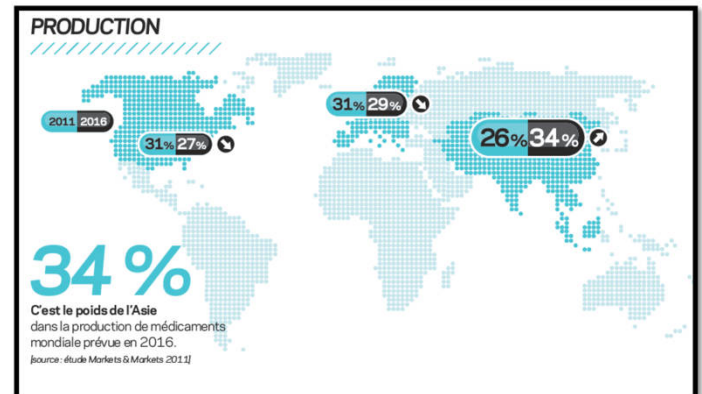 PRODUCTION
2011 2016
31% 27%
31% 29%
26% 34%
34 %
C'est le poids de l'Asie
dans la production de médicaments
mondiale prévue en 2016.
[source : étude Markets & Markets 2011]